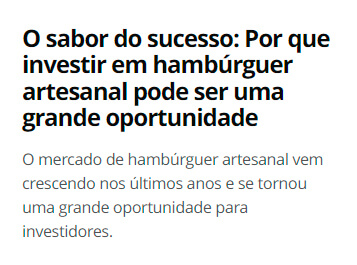 O sabor do sucesso: Por que
investir em hambúrguer
artesanal pode ser uma
grande oportunidade
O mercado de hambúrguer artesanal vem
crescendo nos últimos anos e se tornou
uma grande oportunidade para
investidores.